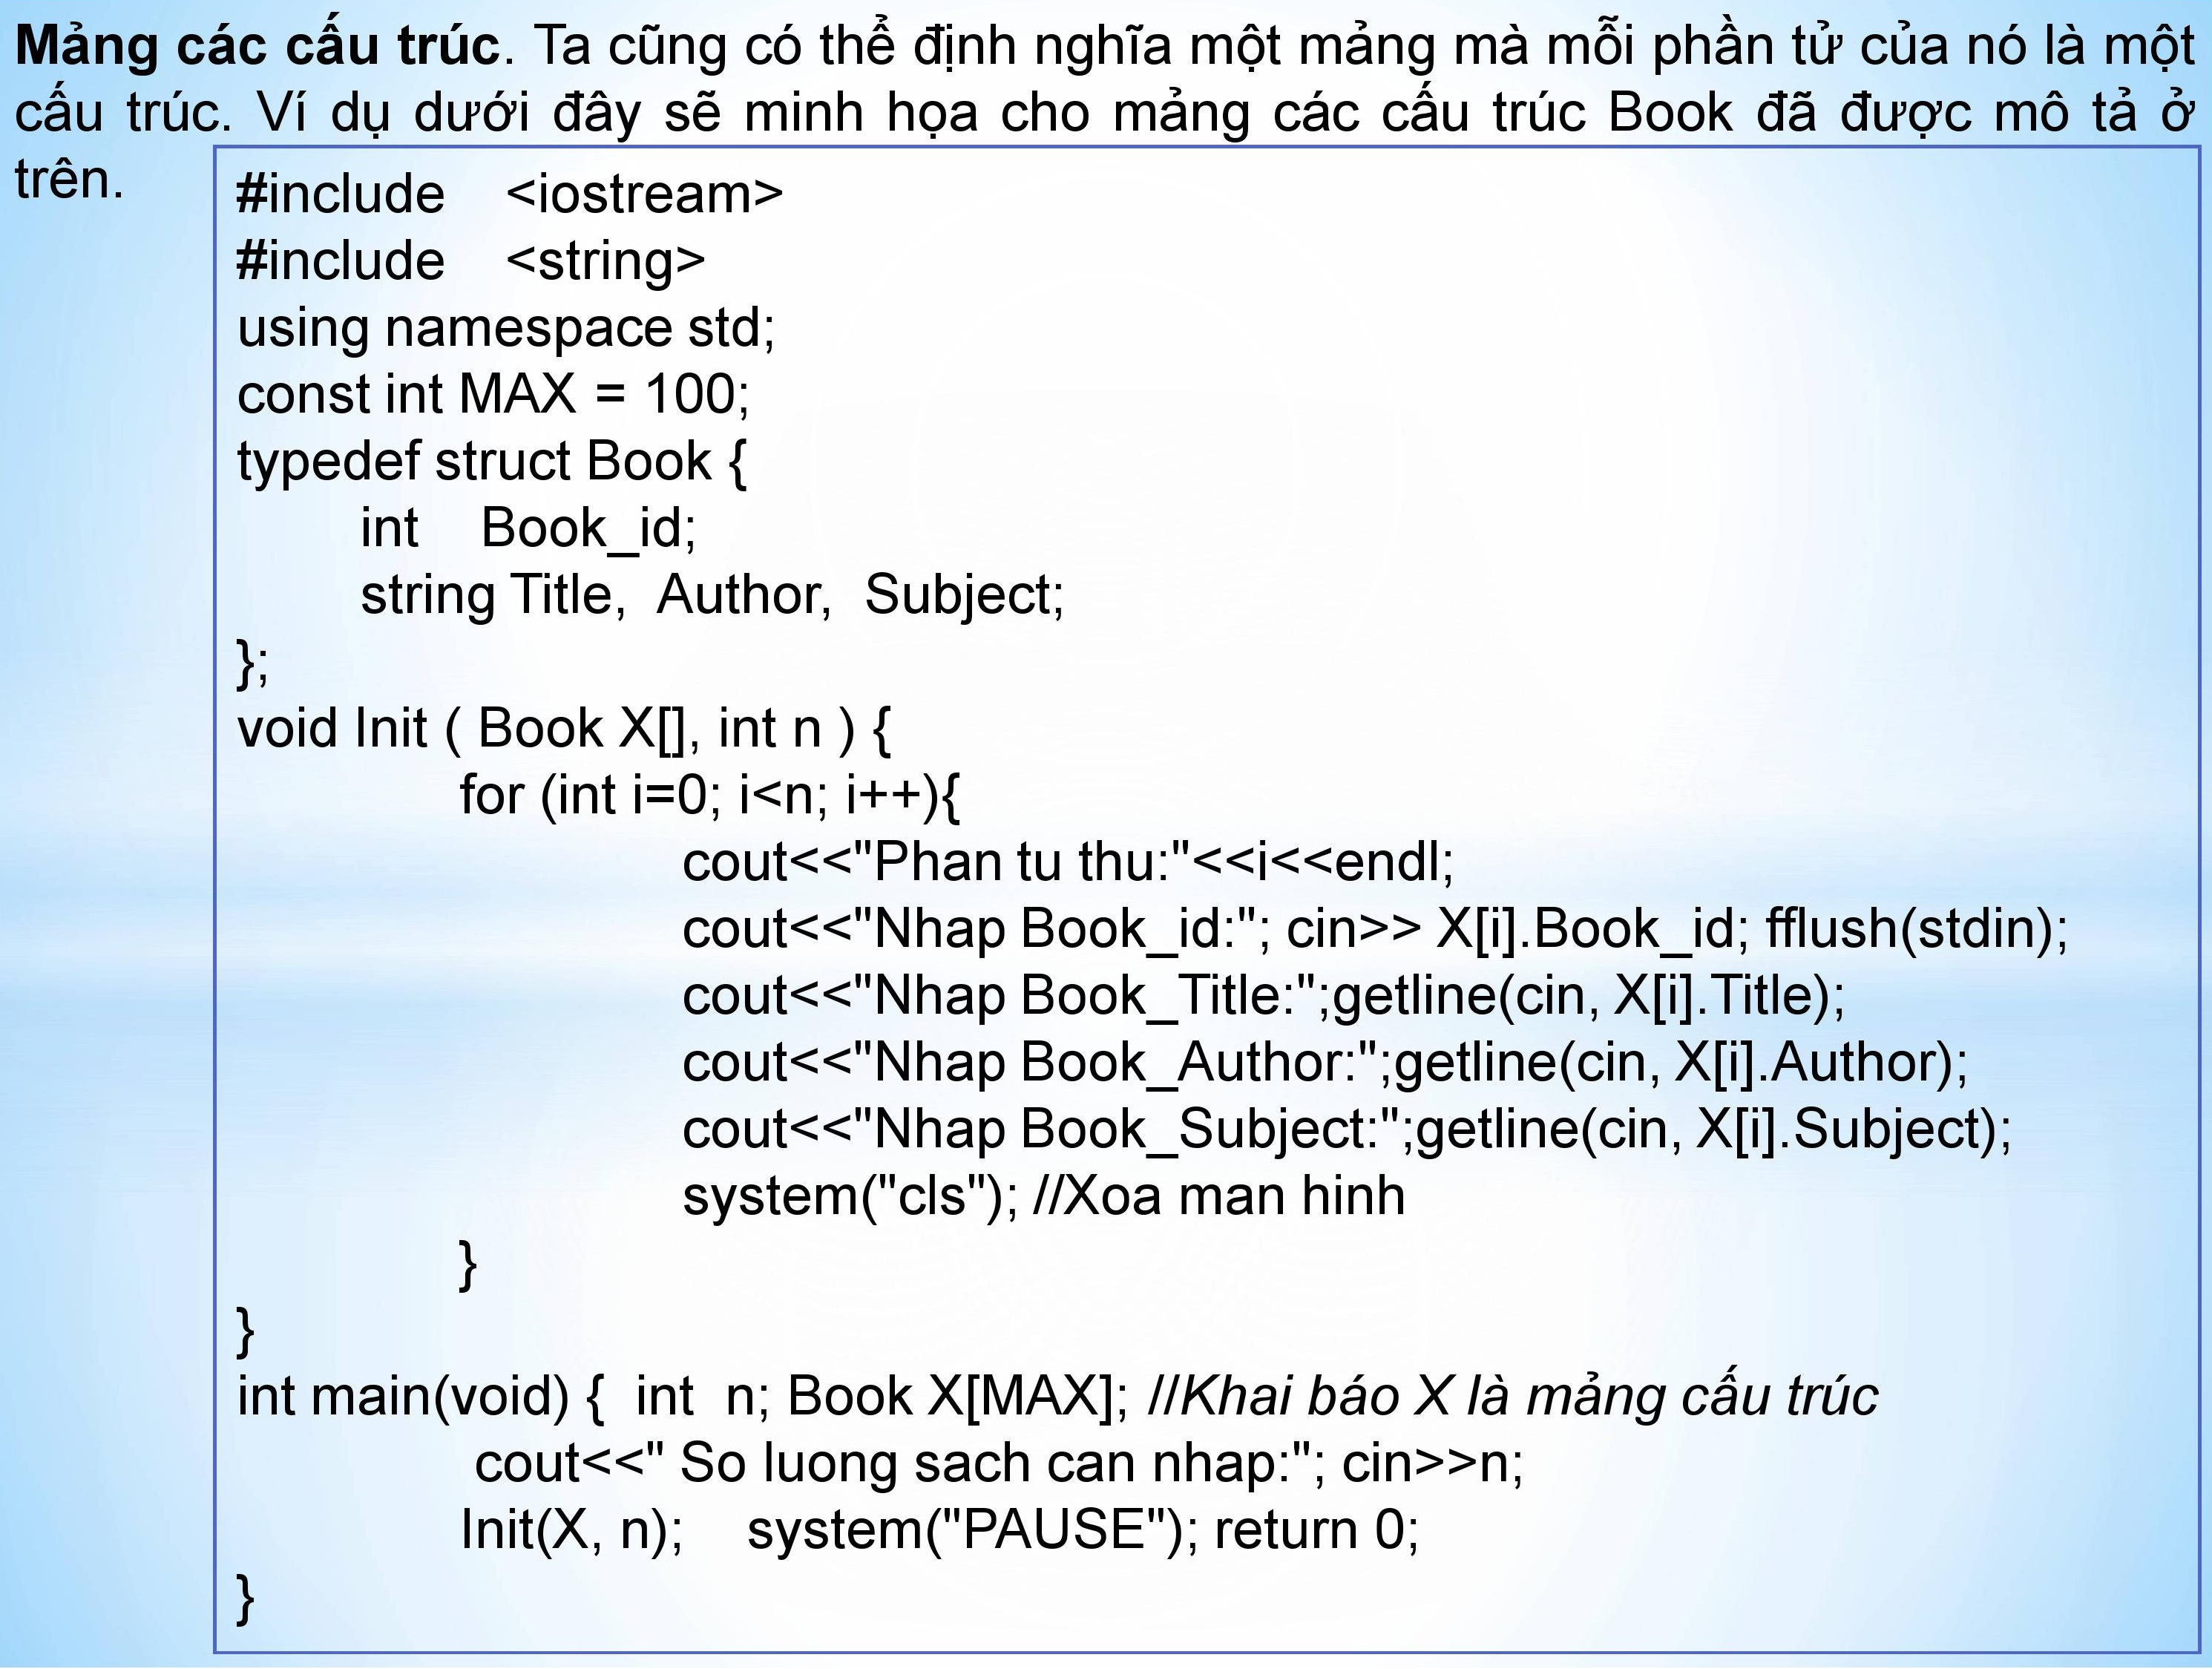 Mảng các cấu trúc. Ta cũng có thể định nghĩa một mảng mà mỗi phần tử của nó là một
cấu trúc. Ví dụ dưới đây sẽ minh họa cho mảng các cấu trúc Book đã được mô tả ở
trên.
#include <iostream>
#include <string>
using namespace std;
const int MAX = 100;
typedef struct Book {
int Book_id;
string Title, Author, Subject;
};
void Init ( Book X[], int n ) {
for (int i=0; i<n; i++){
cout<<"Phan tu thu:"<<i<<endl;
cout<<"Nhap Book_id:"; cin>> X[i].Book_id; fflush(stdin);
cout<<"Nhap Book_Title:";getline(cin, X[i].Title);
cout<<"Nhap Book_Author:";getline(cin, X[i].Author);
cout<<"Nhap Book_Subject:";getline(cin, X[i].Subject);
system("cls"); //Xoa man hinh
}
}
int main(void) { int n; Book X[MAX]; //Khai báo X là mảng cấu trúc
cout<<" So luong sach can nhap:"; cin>>n;
Init(X, n); system("PAUSE"); return 0;
}